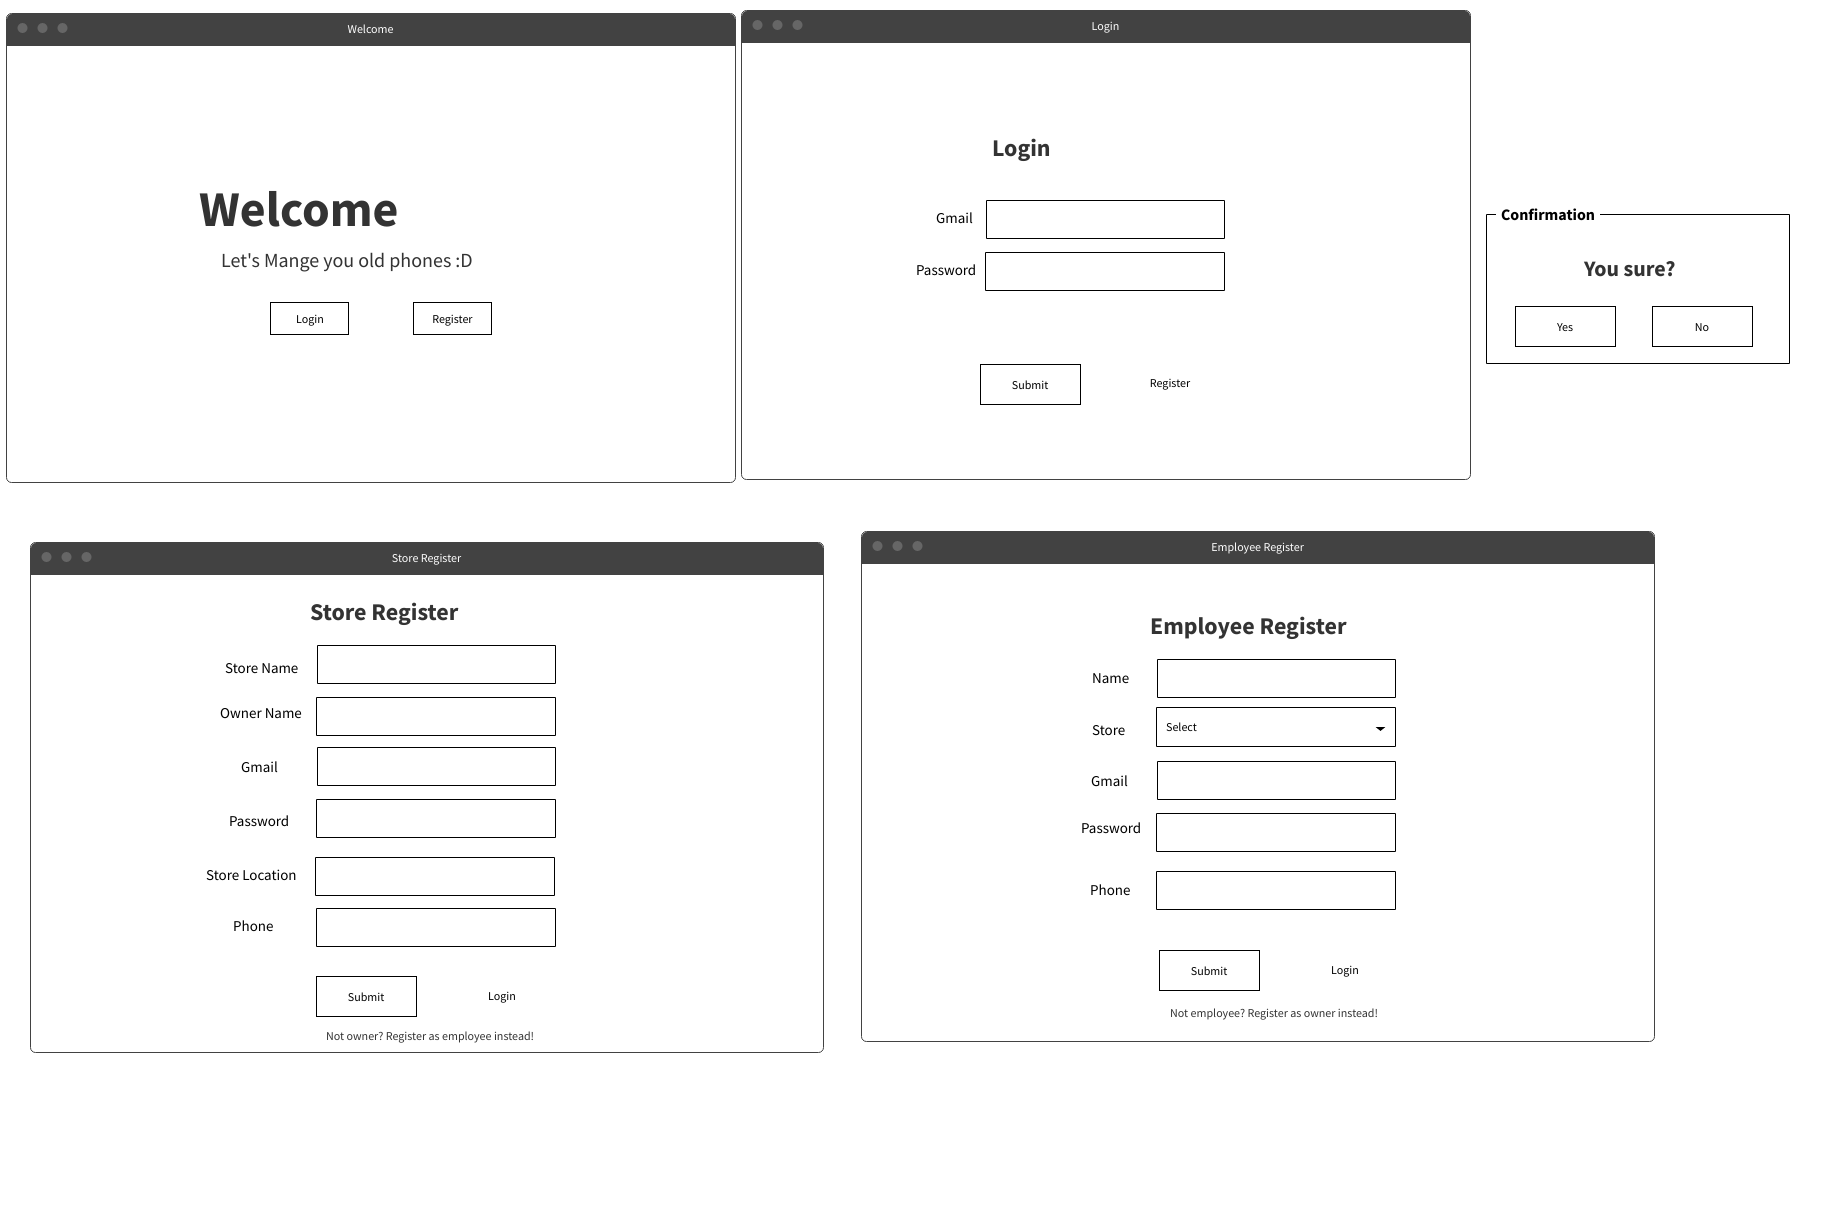 Welcome
Welcome
Let's Mange you old phones :D
Login
Register
Login
Login
Gmail
Password
Submit
Register
Confirmation
You sure?
Yes
No
Store Register
Store Register
Store Name
Owner Name
Gmail
Password
Store Location
Phone
Submit
Login
Not owner? Register as employee instead!
Employee Register
Employee Register
Name
Store
Select
Gmail
Password
Phone
Submit
Login
Not employee? Register as owner instead!